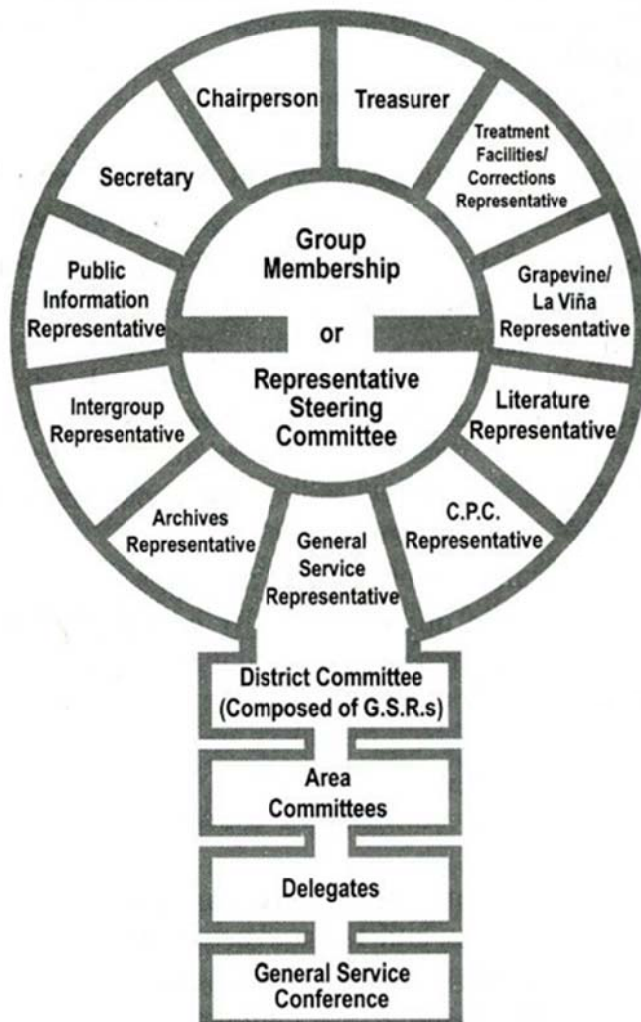 Chairperson
Treasurer
Treatment
Facilities/
Corrections
Representative
Grapevine/
La Viña
Representative
Literature
Representative
C.P.C.
Representative
General
Service
Representative
Archives
Representative
Intergroup
Representative
Public
Information
Representative
Secretary
Group
Membership
or
Representative
Steering
Committee
District Committee
(Composed of G.S.R.s)
Area
Committees
Delegates
General Service
Conference